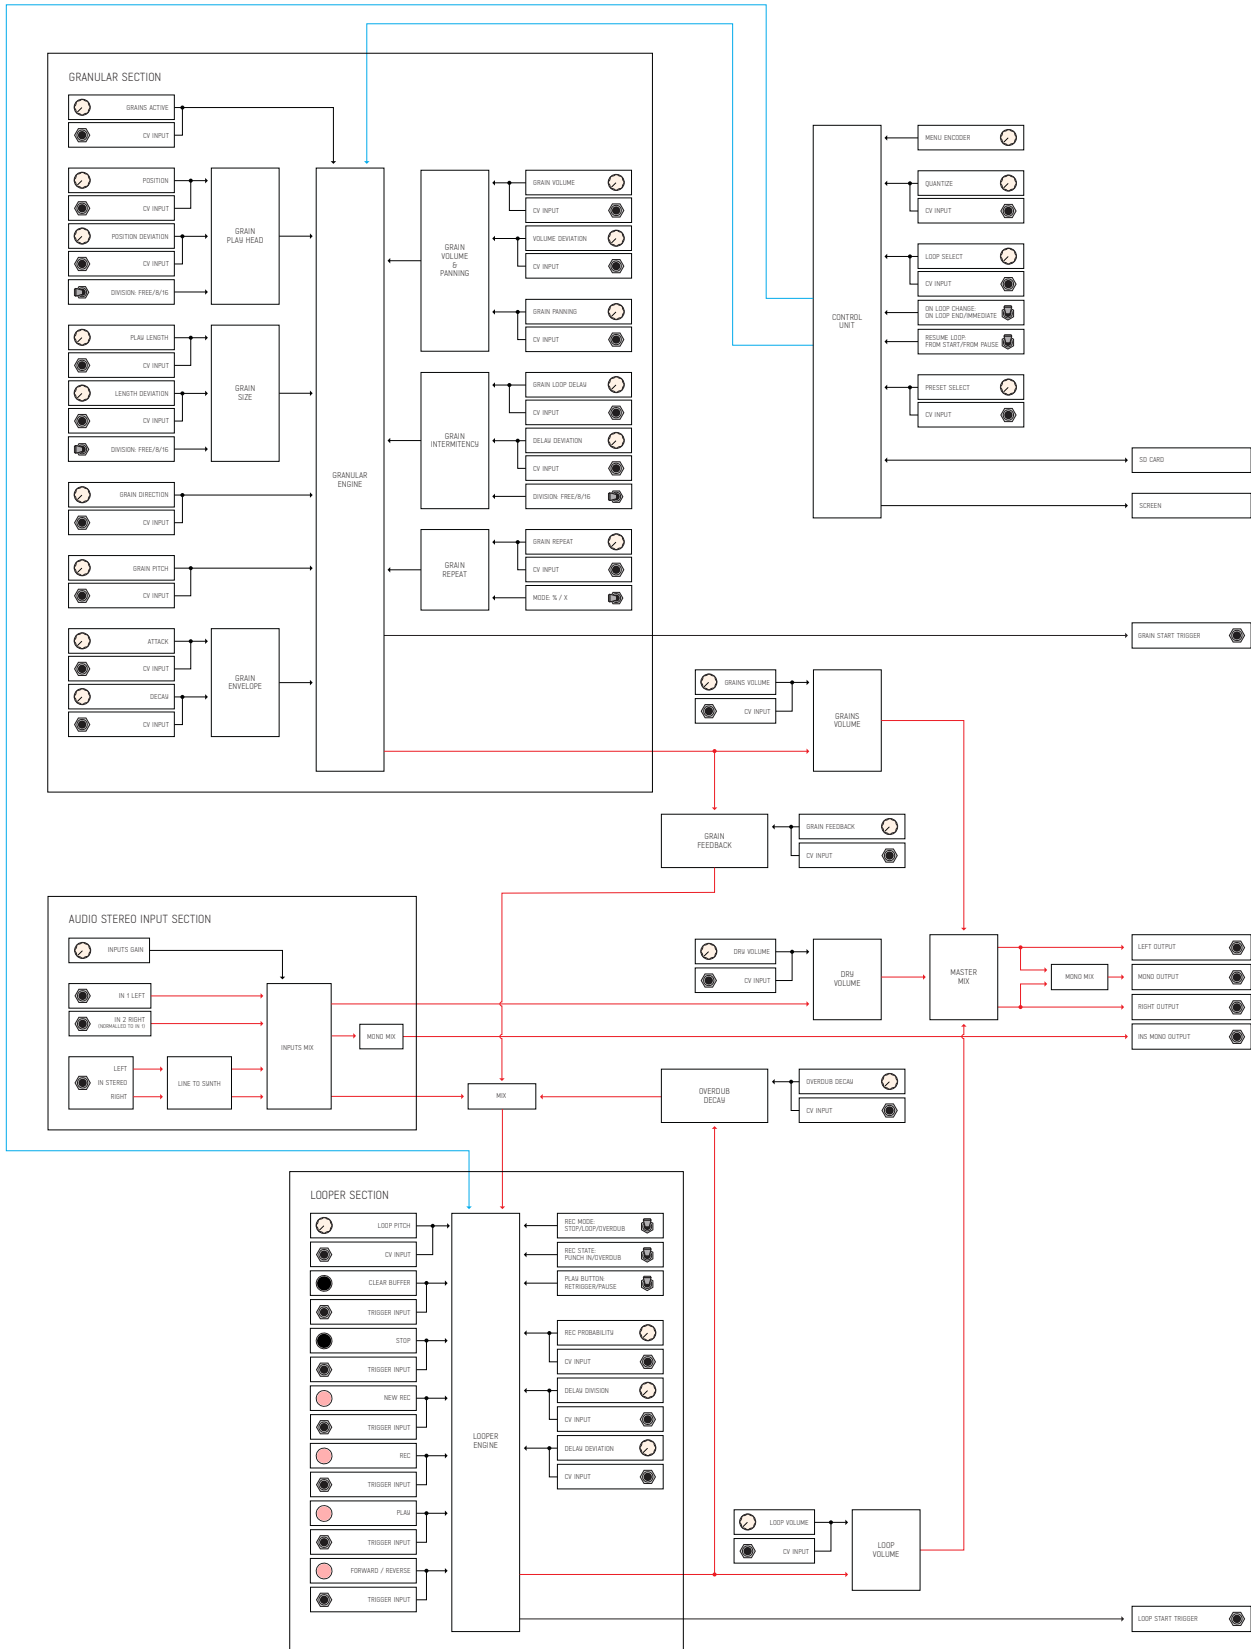 GRANULAR SECTION
GRAINS ACTIVE
CV INPUT
POSITION
CV INPUT
POSITION DEVIATION
CV INPUT
DIVISION: FREE/8/16
GRAIN
PLAY HEAD
PLAY LENGTH
CV INPUT
LENGTH DEVIATION
CV INPUT
DIVISION: FREE/8/16
GRAIN
SIZE
GRAIN DIRECTION
CV INPUT
GRAIN PITCH
CV INPUT
ATTACK
CV INPUT
DECAY
CV INPUT
GRAIN
ENVELOPE
GRANULAR
ENGINE
GRAIN
VOLUME
&
PANNING
GRAIN VOLUME
CV INPUT
VOLUME DEVIATION
CV INPUT
GRAIN PANNING
CV INPUT
GRAIN
INTERMITENCY
GRAIN LOOP DELAY
CV INPUT
DELAY DEVIATION
CV INPUT
DIVISION: FREE/8/16
GRAIN
REPEAT
GRAIN REPEAT
CV INPUT
MODE: % / X
CONTROL
UNIT
MENU ENCODER
QUANTIZE
CV INPUT
LOOP SELECT
CV INPUT
ON LOOP CHANGE:
ON LOOP END/IMMEDIATE
RESUME LOOP:
FROM START/FROM PAUSE
PRESET SELECT
CV INPUT
SD CARD
SCREEN
GRAIN START TRIGGER
GRAINS VOLUME
CV INPUT
GRAINS
VOLUME
GRAIN
FEEDBACK
GRAIN FEEDBACK
CV INPUT
AUDIO STEREO INPUT SECTION
INPUTS GAIN
IN 1 LEFT
IN 2 RIGHT
(NORMALLED TO IN 1)
LEFT
IN STEREO
RIGHT
LINE TO SYNTH
INPUTS MIX
MONO MIX
DRY VOLUME
CV INPUT
DRY
VOLUME
MASTER
MIX
MONO MIX
LEFT OUTPUT
MONO OUTPUT
RIGHT OUTPUT
INS MONO OUTPUT
MIX
OVERDUB
DECAY
OVERDUB DECAY
CV INPUT
LOOPER SECTION
LOOP PITCH
CV INPUT
CLEAR BUFFER
TRIGGER INPUT
STOP
TRIGGER INPUT
NEW REC
TRIGGER INPUT
REC
TRIGGER INPUT
PLAY
TRIGGER INPUT
FORWARD / REVERSE
TRIGGER INPUT
LOOPER
ENGINE
REC MODE:
STOP/LOOP/OVERDUB
REC STATE:
PUNCH IN/OVERDUB
PLAY BUTTON:
RETRIGGER/PAUSE
REC PROBABILITY
CV INPUT
DELAY DIVISION
CV INPUT
DELAY DEVIATION
CV INPUT
LOOP VOLUME
CV INPUT
LOOP
VOLUME
LOOP START TRIGGER